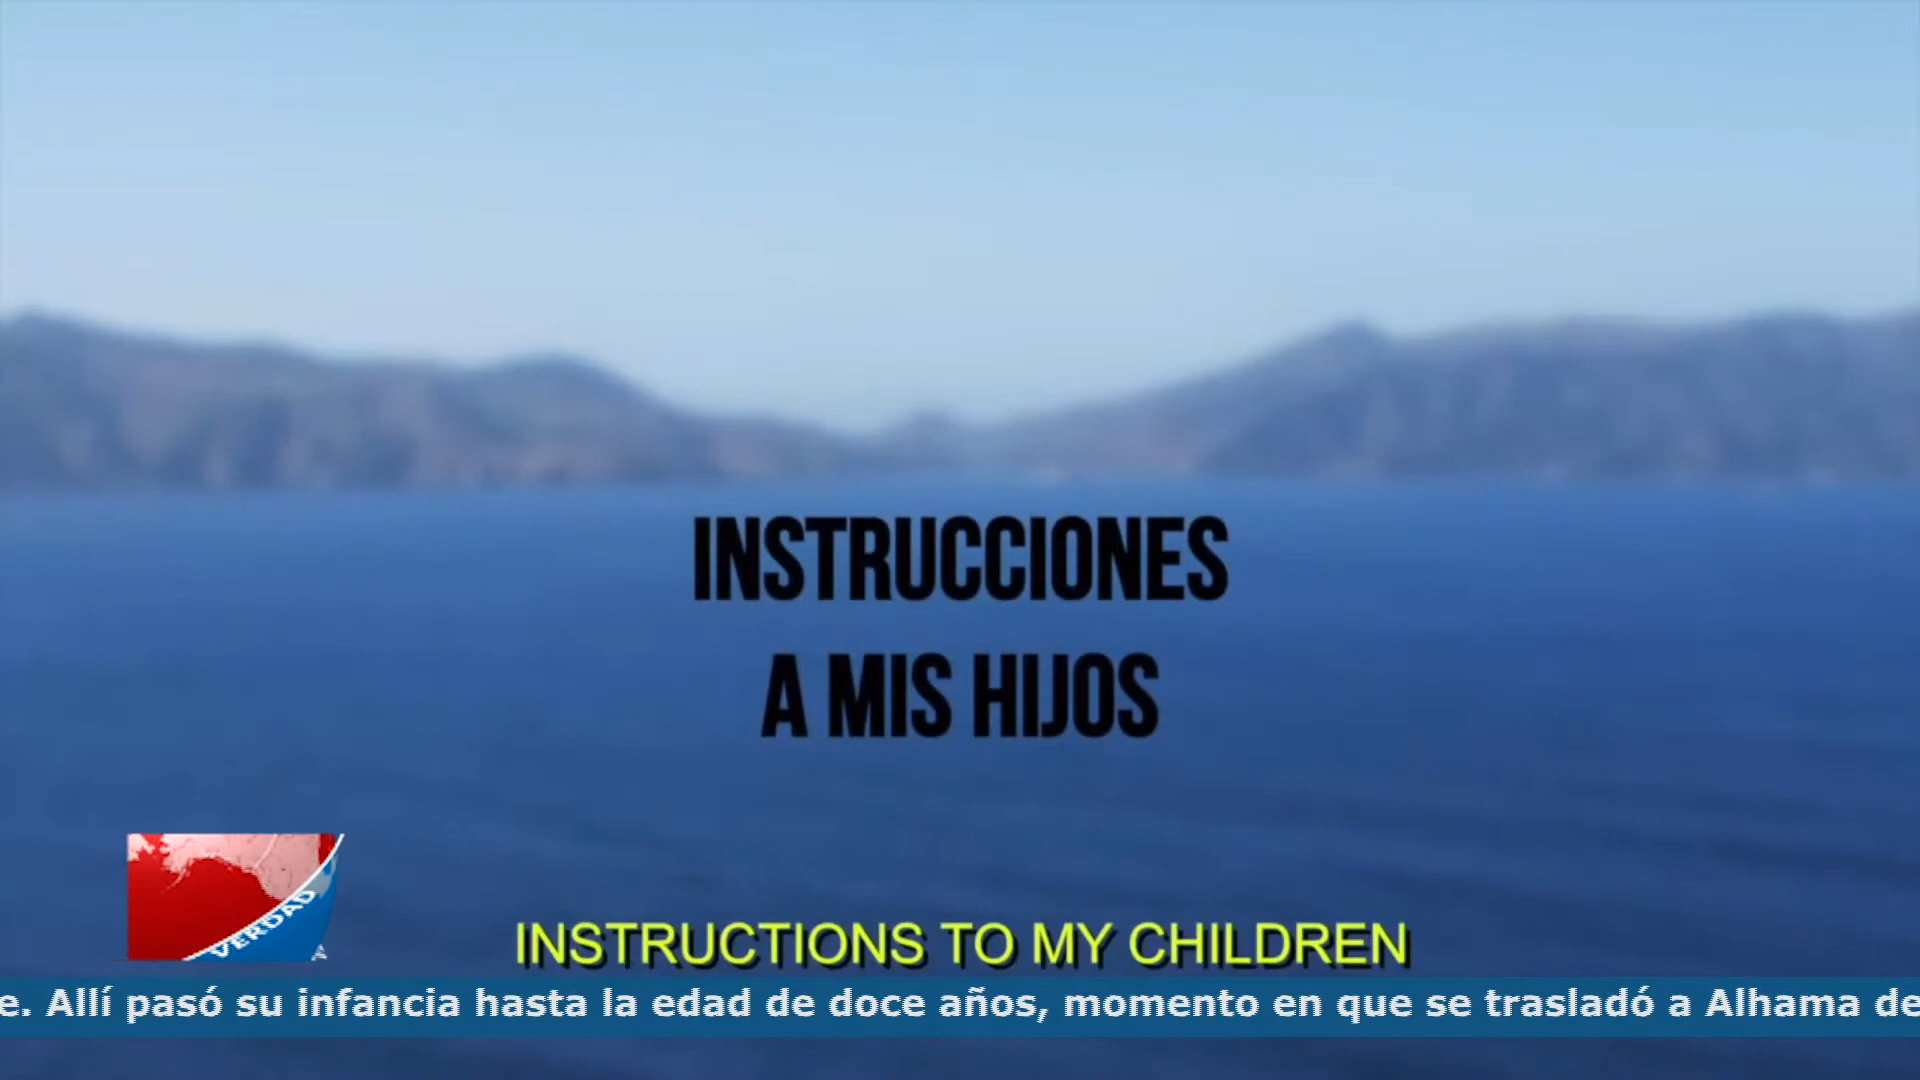 INSTRUCCIONES
A MIS HIJOS
VERDAD
INSTRUCTIONS TO MY CHILDREN
e. Allí pasó su infancia hasta la edad de doce años, momento en que se trasladó a Alhama de